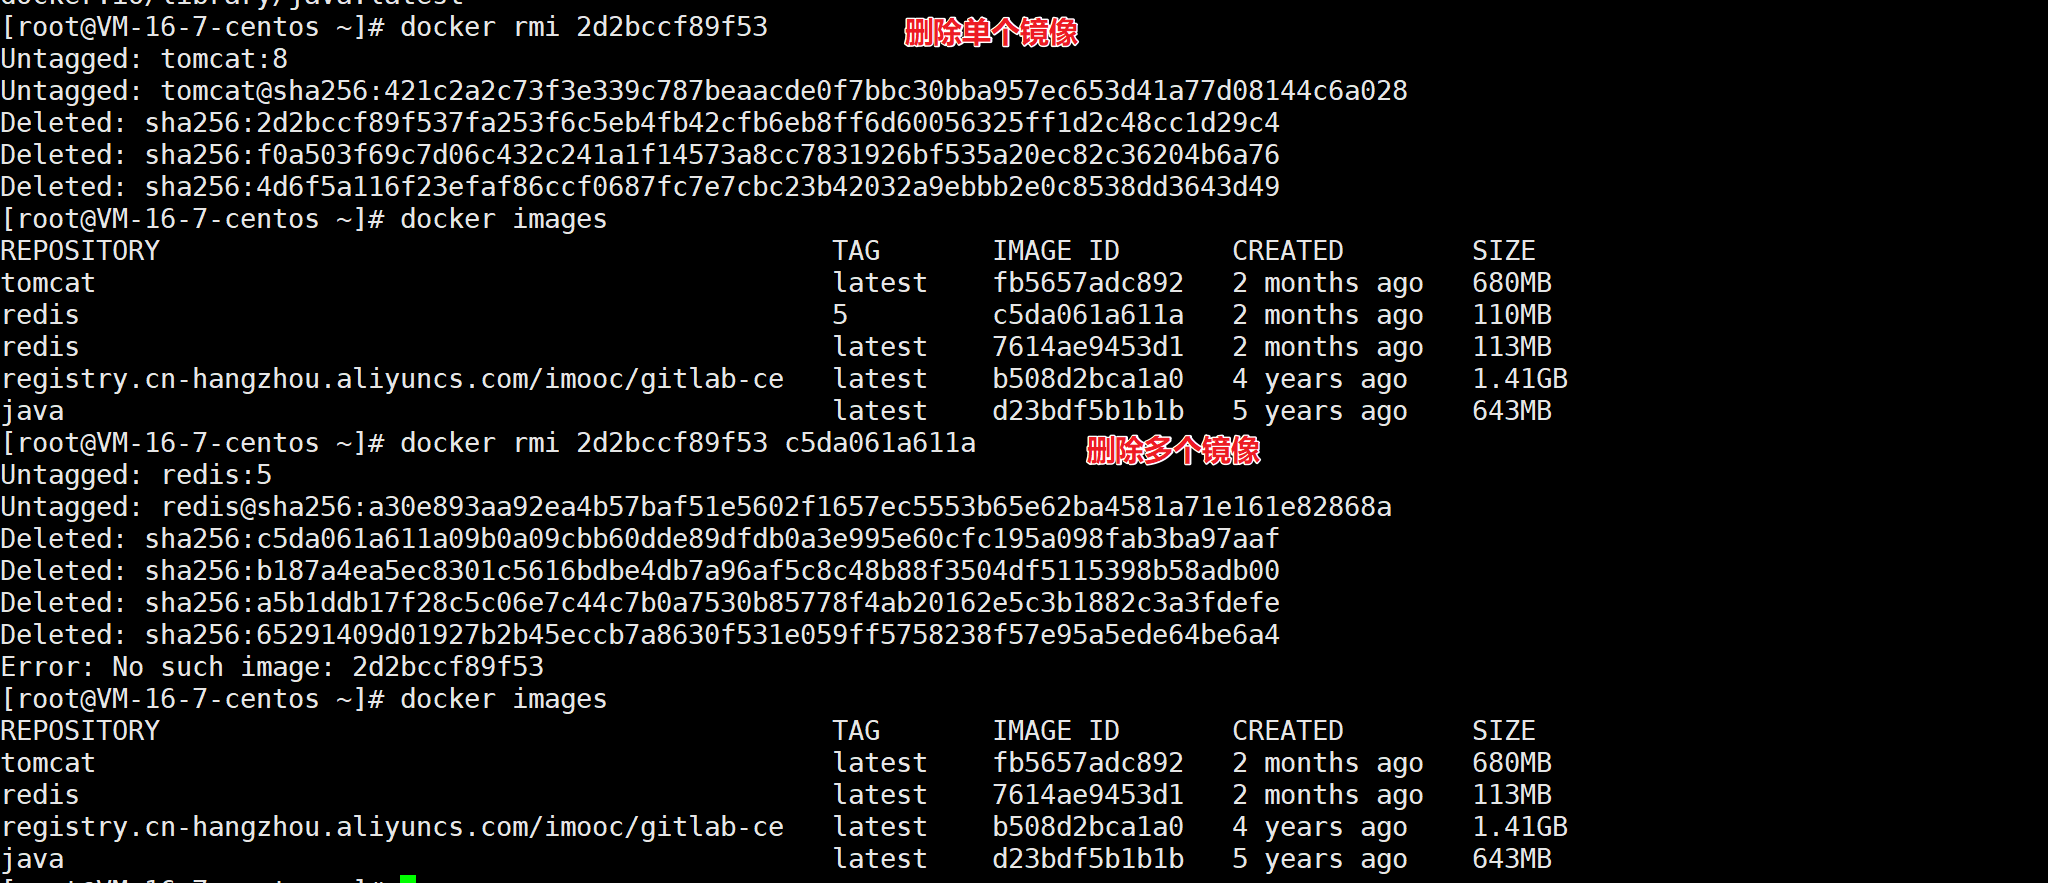 docker.io/library/java:latest
[root@VM-16-7-centos ~]# docker rmi 2d2bccf89f53 删除单个镜像
Untagged: tomcat:8
Untagged: tomcat@sha256:421c2a2c73f3e339c787beaacde0f7bbc30bba957ec653d41a77d08144c6a028
Deleted: sha256:2d2bccf89f537fa253f6c5eb4fb42cfb6eb8ff6d60056325ff1d2c48cc1d29c4
Deleted: sha256:f0a503f69c7d06c432c241a1f14573a8cc7831926bf535a20ec82c36204b6a76
Deleted: sha256:4d6f5a116f23efaf86ccf0687fc7e7cbc23b42032a9ebbb2e0c8538dd3643d49
[root@VM-16-7-centos ~]# docker images
REPOSITORY TAG IMAGE ID CREATED SIZE
tomcat latest fb5657adc892 2 months ago 680MB
redis 5 c5da061a611a 2 months ago 110MB
redis latest 7614ae9453d1 2 months ago 113MB
registry.cn-hangzhou.aliyuncs.com/imooc/gitlab-ce latest b508d2bca1a0 4 years ago 1.41GB
java latest d23bdf5b1b1b 5 years ago 643MB
[root@VM-16-7-centos ~]# docker rmi 2d2bccf89f53 c5da061a611a 删除多个镜像
Untagged: redis:5
Untagged: redis@sha256:a30e893aa92ea4b57baf51e5602f1657ec5553b65e62ba4581a71e161e82868a
Deleted: sha256:c5da061a611a09b0a09cbb60dde89dfdb0a3e995e60cfc195a098fab3ba97aaf
Deleted: sha256:b187a4ea5ec8301c5616bdbe4db7a96af5c8c48b88f3504df5115398b58adb00
Deleted: sha256:a5b1ddb17f28c5c06e7c44c7b0a7530b85778f4ab20162e5c3b1882c3a3fdefe
Deleted: sha256:65291409d01927b2b45eccb7a8630f531e059ff5758238f57e95a5ede64be6a4
Error: No such image: 2d2bccf89f53
[root@VM-16-7-centos ~]# docker images
REPOSITORY TAG IMAGE ID CREATED SIZE
tomcat latest fb5657adc892 2 months ago 680MB
redis latest 7614ae9453d1 2 months ago 113MB
registry.cn-hangzhou.aliyuncs.com/imooc/gitlab-ce latest b508d2bca1a0 4 years ago 1.41GB
java latest d23bdf5b1b1b 5 years ago 643MB